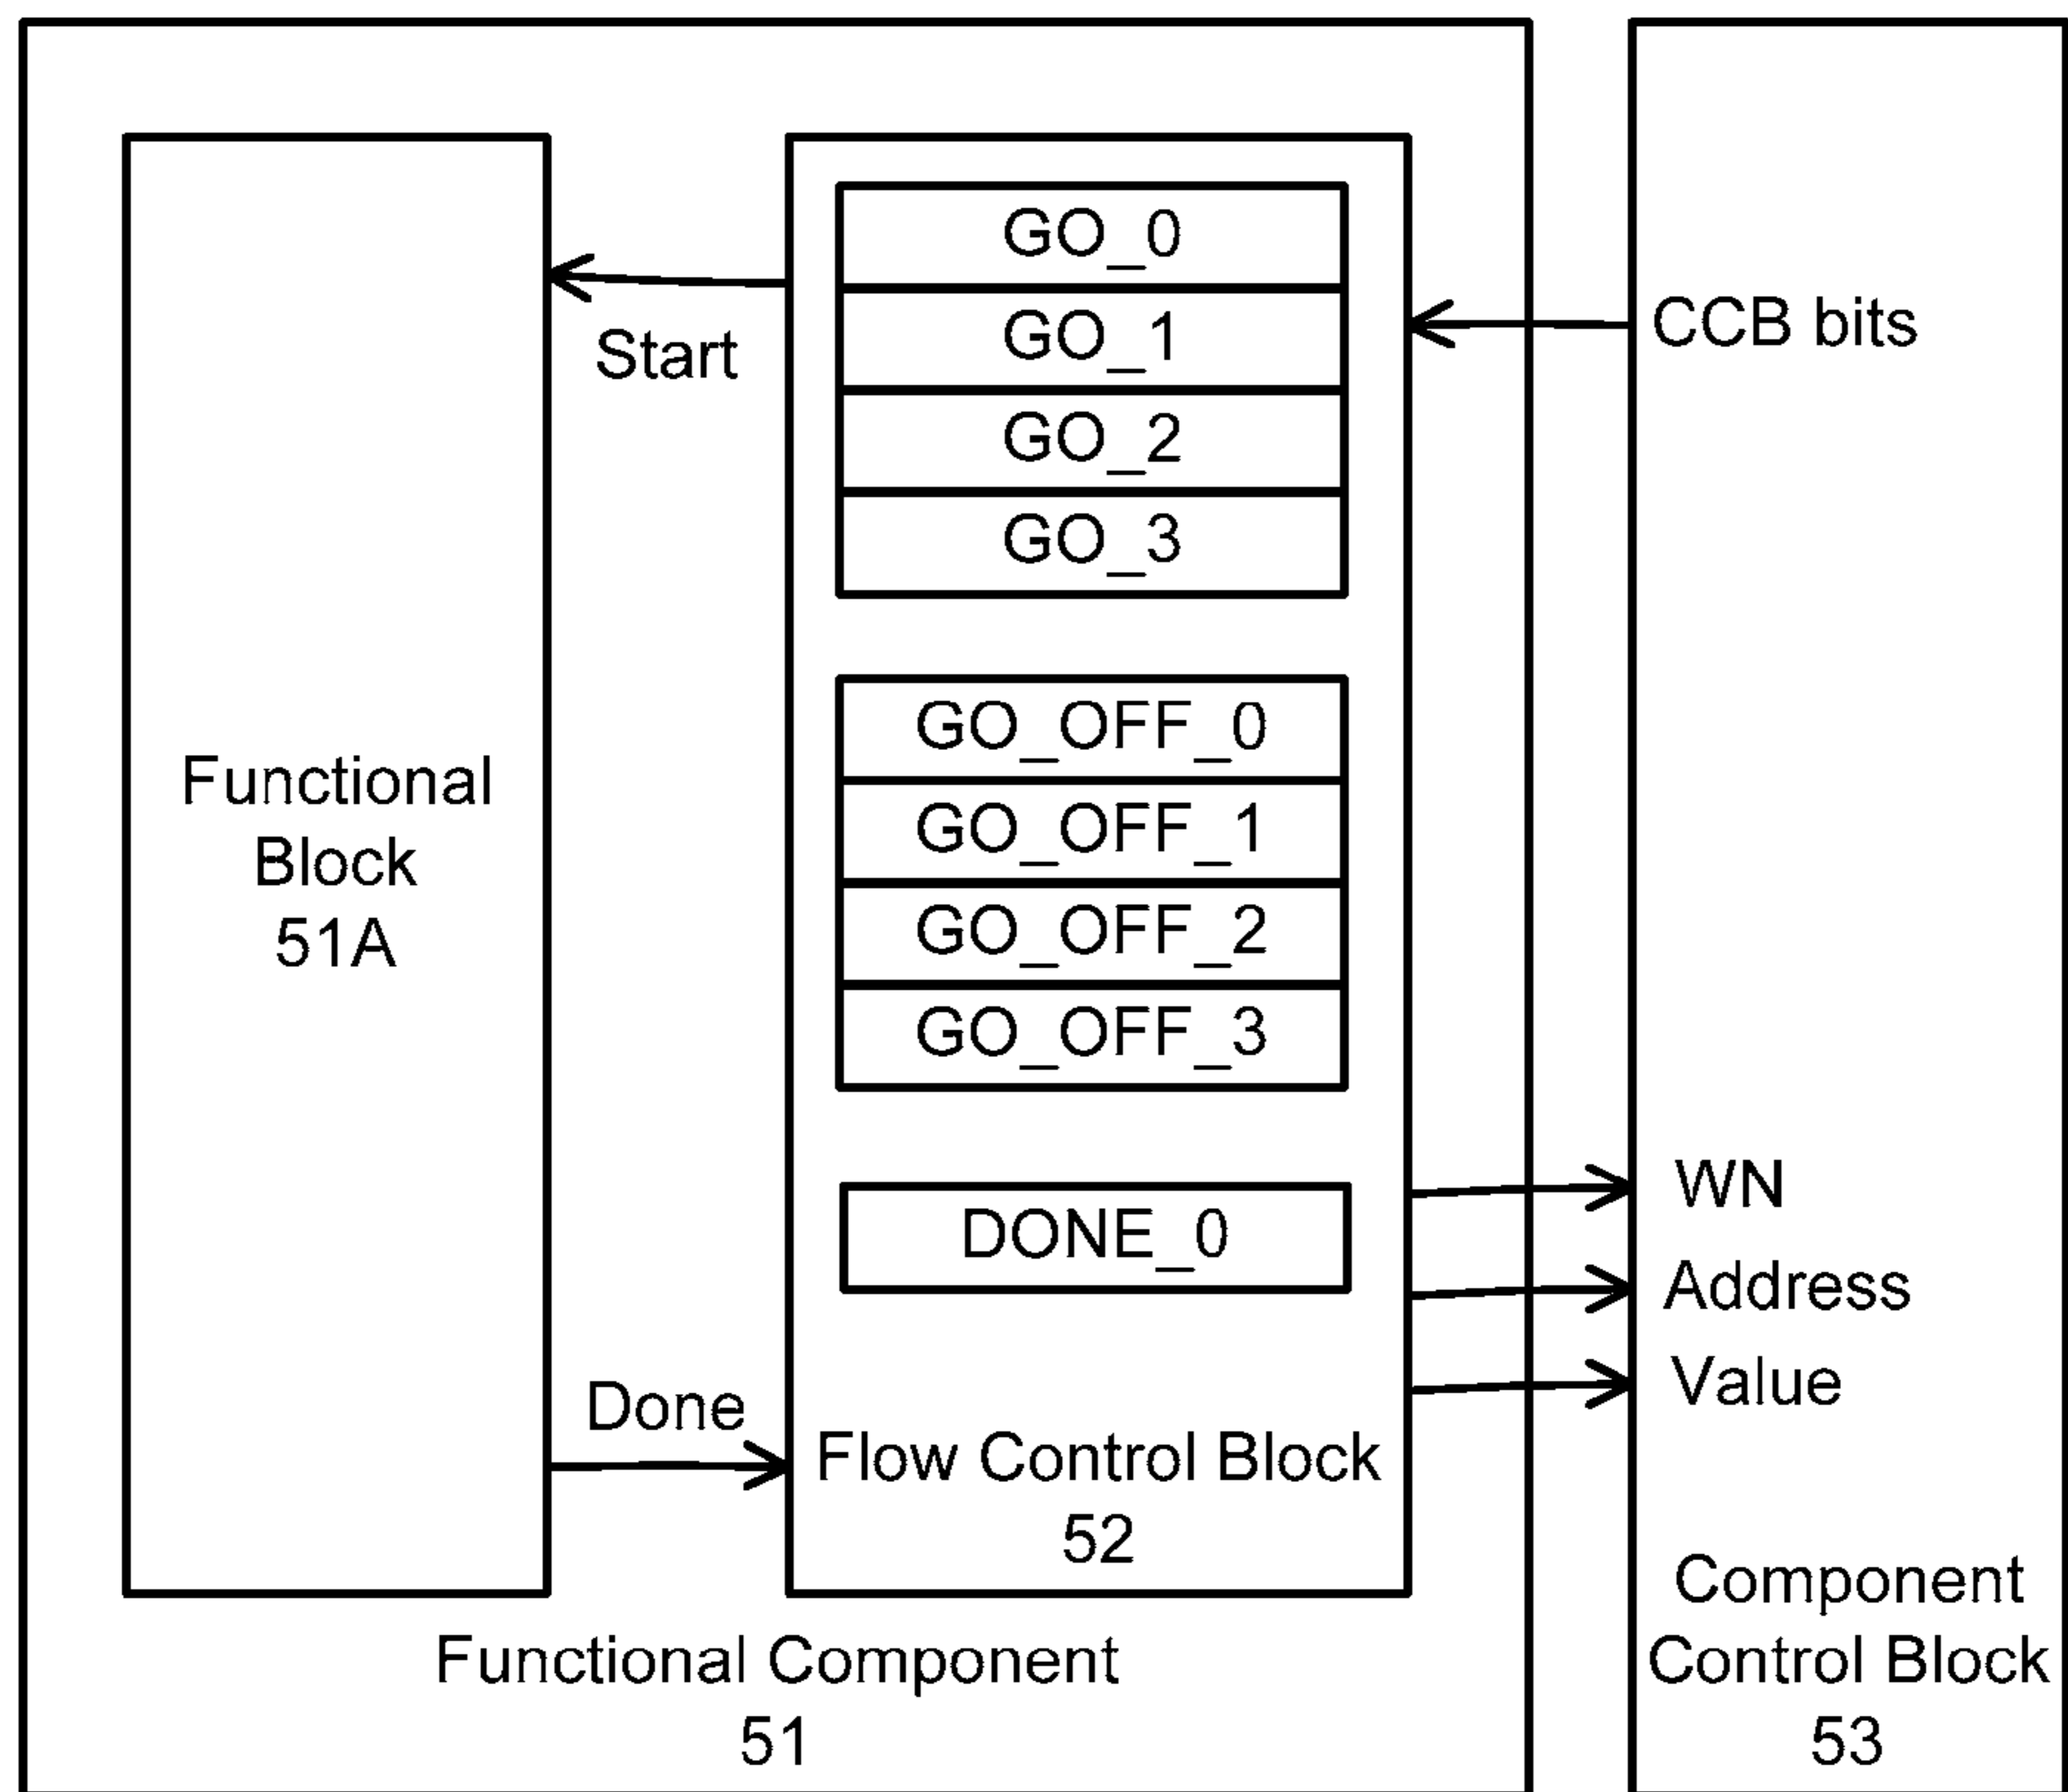 GO_0
GO_1
GO_2
GO_3
Start
CCB bits
GO_OFF_0
GO_OFF_1
GO_OFF_2
GO_OFF_3
Functional
Block
51A
DONE_0
WN
Address
Value
Done
Flow Control Block
52
Functional Component
51
Component
Control Block
53